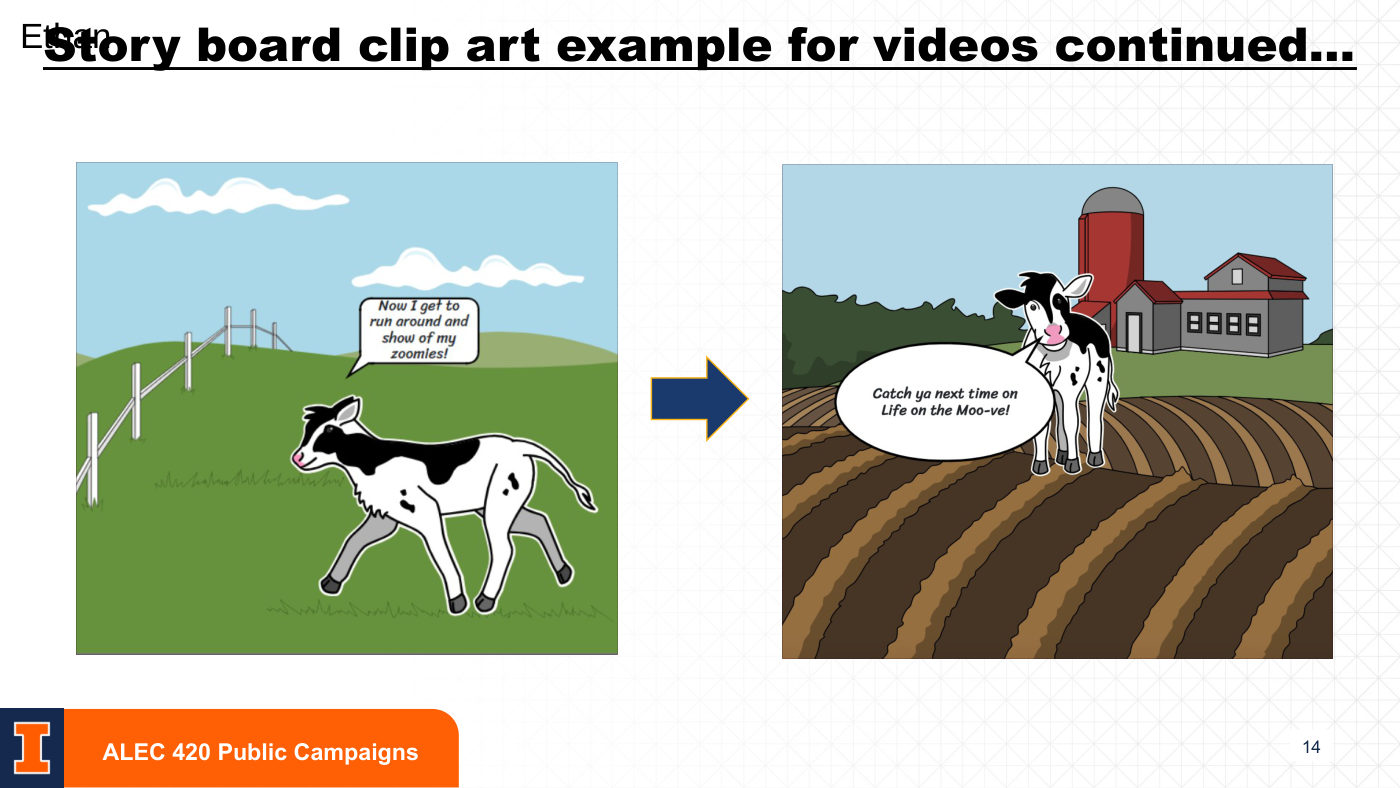 Ethan
Story board clip art example for videos continued...
Now I get to
run around and
show of my
zoomies!
Catch ya next time on
Life on the Moo-ve!
I
ALEC 420 Public Campaigns
14